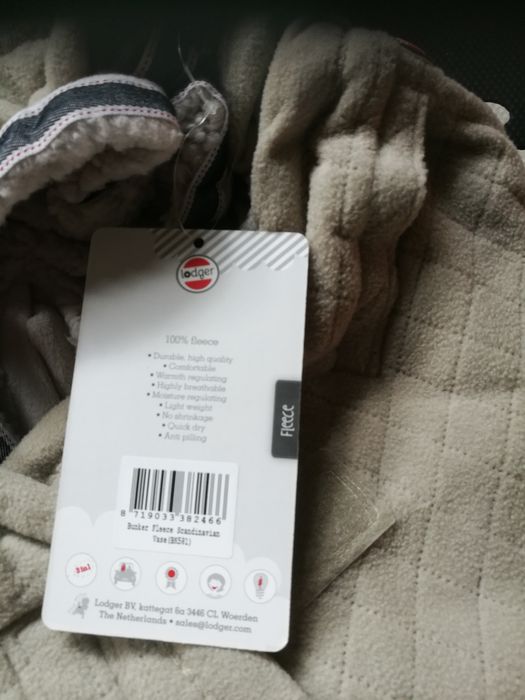 lodger
100% fleece
• Durable, high quality
• Comfortable
• Warmth regulating
• Highly breathable
• Moisture regulating
• Light weight
• No shrinkage
• Quick dry
• Anti pilling
Fleece
8 719033 382466
Bunker Fleece Scandinavian
Vase(BK581)
3in1
Lodger BV, kattegat 6a 3446 CL Woerden
The Netherlands • sales@lodger.com